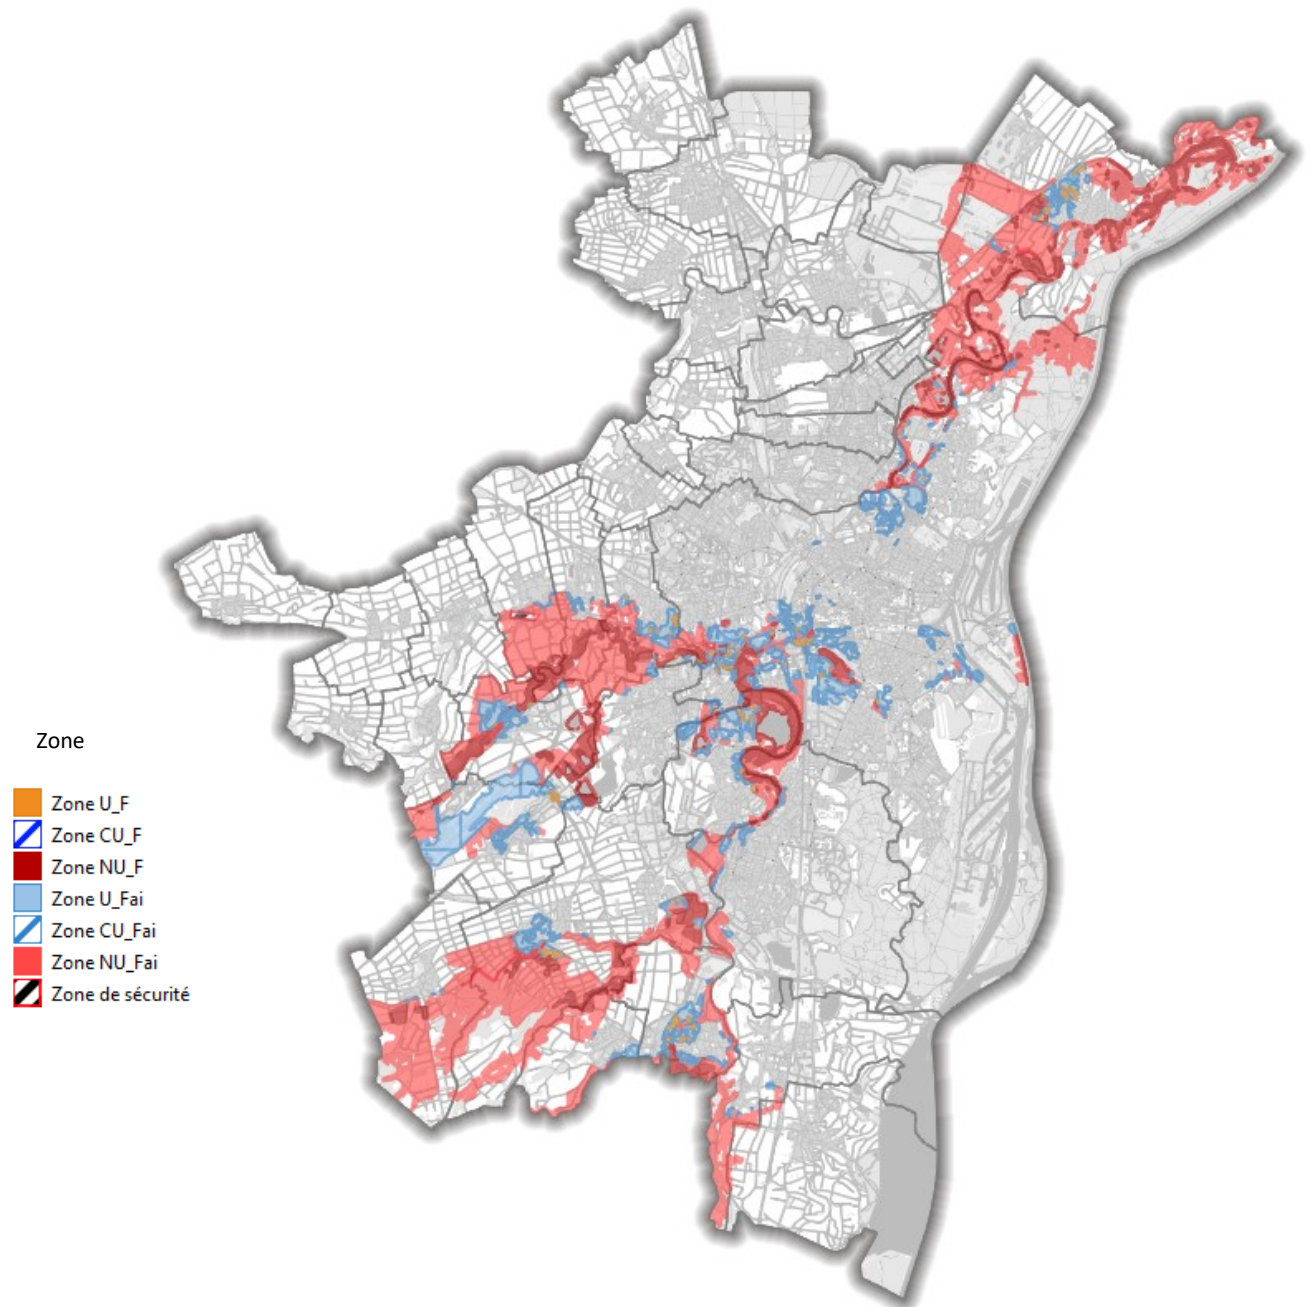 Zone
Zone U_F
Zone CU_F
Zone NU_F
Zone U_Fai
Zone CU_Fai
Zone NU_Fai
Zone de sécurité